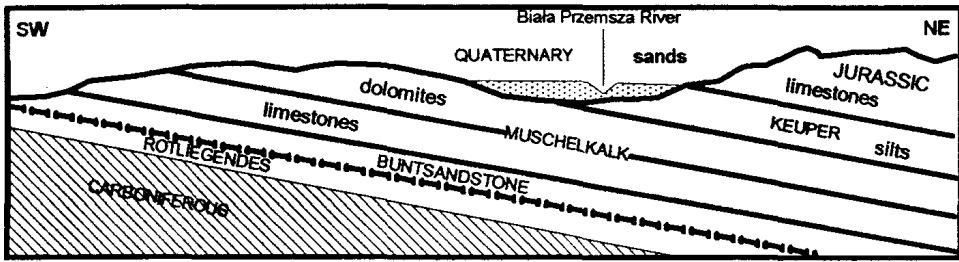 SW
Biała Przemsza River
NE
QUATERNARY sands
JURASSIC
limestones
dolomites
limestones
MUSCHELKALK
KEUPER
silts
ROTLIEGENDES
BUNTSANDSTONE
CARBONIFEROUS